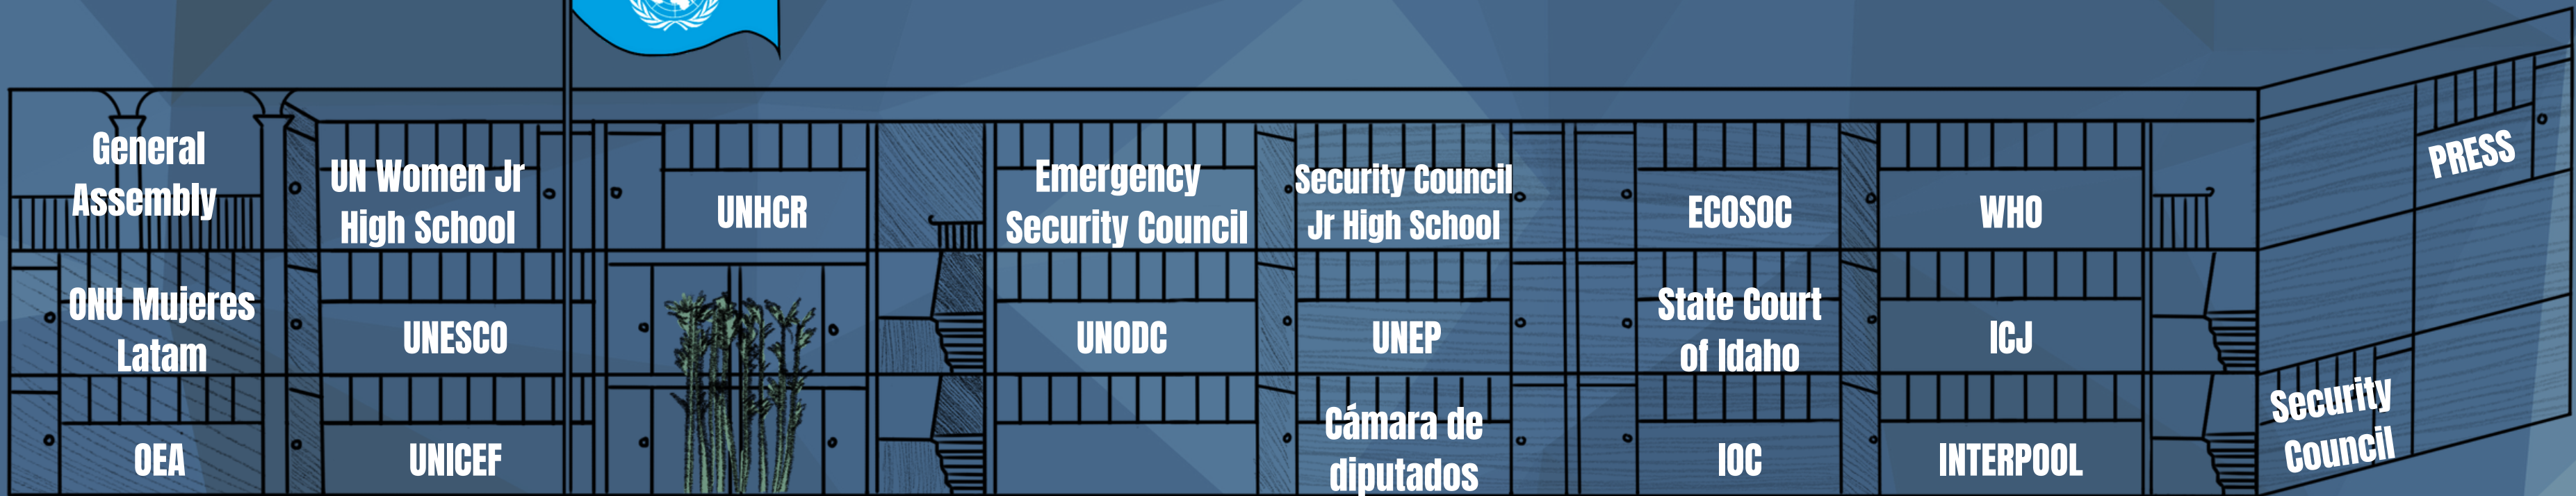 General
Assembly
UN Women Jr
High School
UNHCR
Emergency
Security Council
Security Council
Jr High School
ECOSOC
WHO
PRESS
ONU Mujeres
Latam
UNESCO
UNODC
UNEP
State Court
of Idaho
ICJ
OEA
UNICEF
Cámara de
diputados
IOC
INTERPOOL
Security
Council